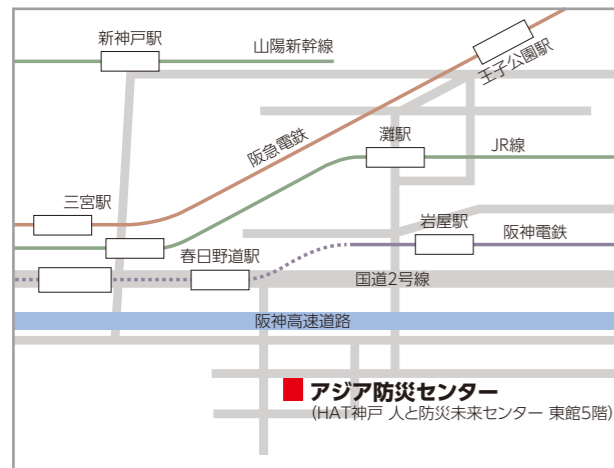 新神戸駅
山陽新幹線
王子公園駅
阪急電鉄
灘駅
JR線
三宮駅
岩屋駅
阪神電鉄
春日野道駅
国道2号線
阪神高速道路
アジア防災センター
(HAT神戸 人と防災未来センター 東館5階)